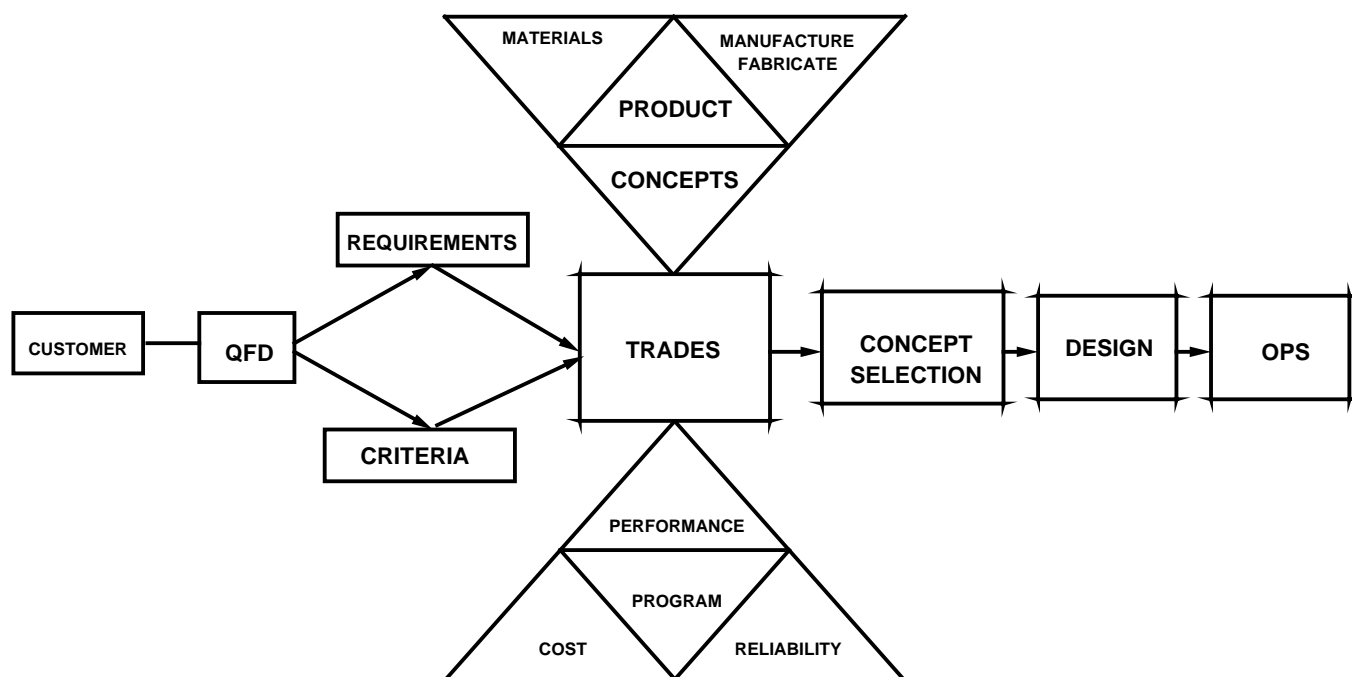 MATERIALS
MANUFACTURE
FABRICATE
PRODUCT
CONCEPTS
REQUIREMENTS
CUSTOMER
QFD
TRADES
CONCEPT
SELECTION
DESIGN
OPS
CRITERIA
PERFORMANCE
PROGRAM
COST
RELIABILITY